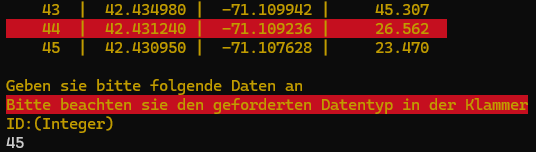 43 | 42.434980 | -71.109942 | 45.307
44 | 42.431240 | -71.109236 | 26.562
45 | 42.430950 | -71.107628 | 23.470
Geben sie bitte folgende Daten an
Bitte beachten sie den geforderten Datentyp in der Klammer
ID:(Integer)
45